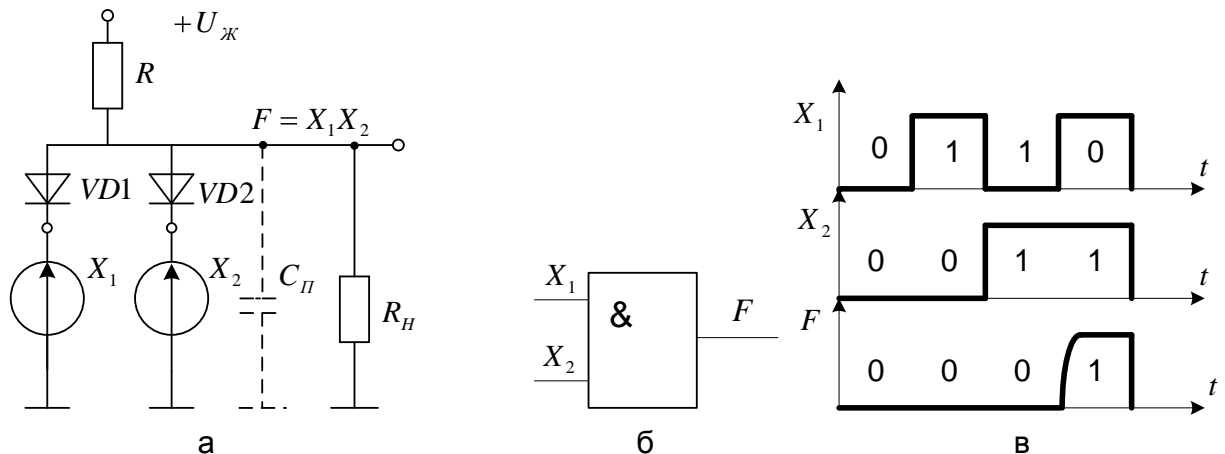 +U_Ж
R
F = X₁X₂
VD1
VD2
X₁
X₂
C_П
R_Н
а
X₁
X₂
&
F
б
X₁
0 1 1 0
t
X₂
0 0 1 1
t
F
0 0 0 1
t
в